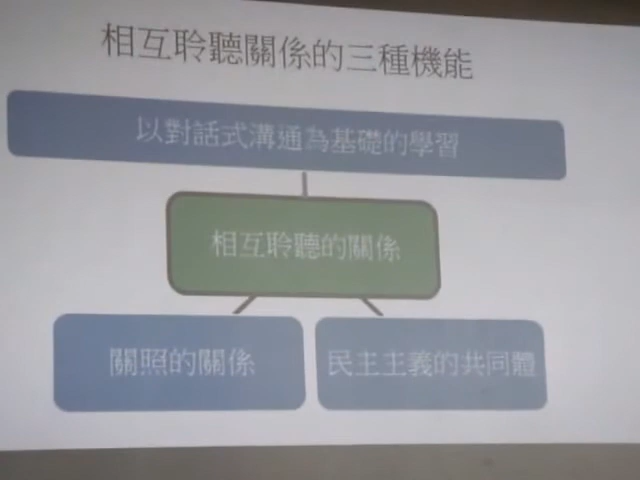 相互聆聽關係的三種機能
以對話式溝通為基礎的學習
相互聆聽的關係
關照的關係
民主主義的共同體